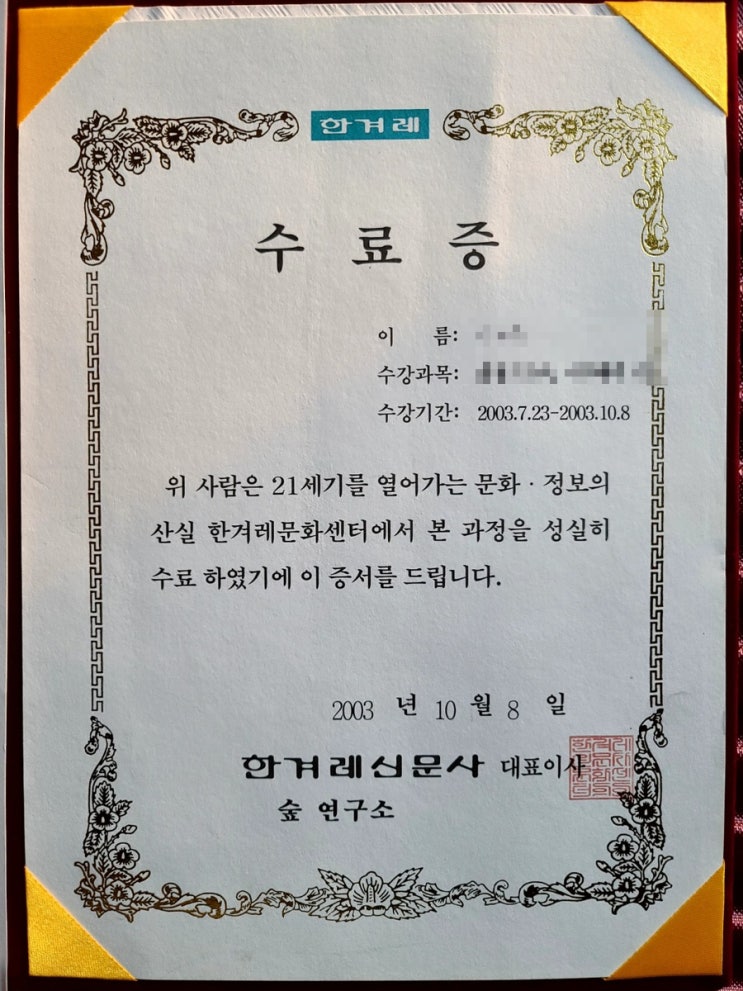 한겨레
수 료 증
이 름:
수강과목:
수강기간: 2003.7.23-2003.10.8
위 사람은 21세기를 열어가는 문화 · 정보의
산실 한겨레문화센터에서 본 과정을 성실히
수료 하였기에 이 증서를 드립니다.
2003 년 10 월 8 일
한겨레신문사 대표이사
숲 연구소